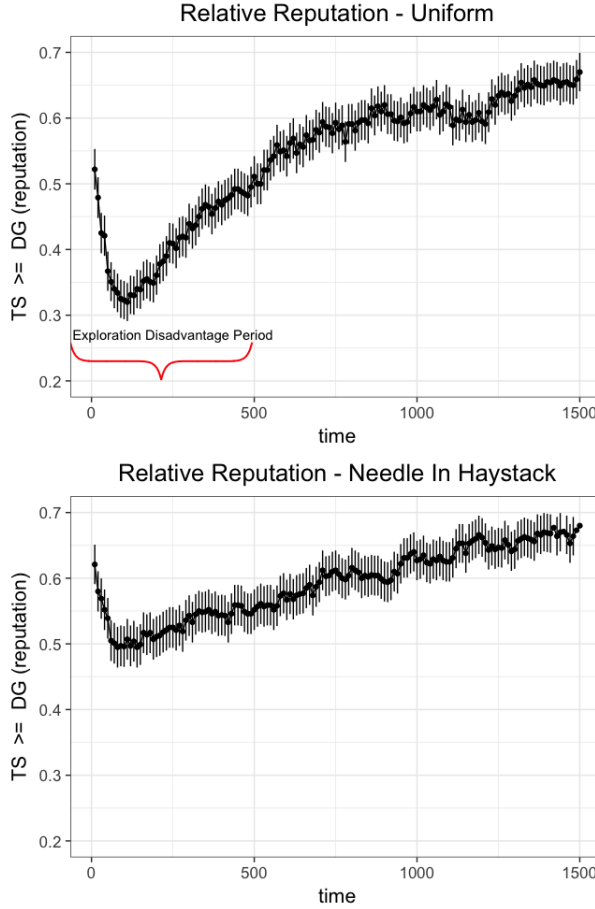 Relative Reputation - Uniform
0.7
0.6
0.5
0.4
0.3
0.2
TS >= DG (reputation)
Exploration Disadvantage Period
0 500 1000 1500
time
Relative Reputation - Needle In Haystack
0.7
0.6
0.5
0.4
0.3
0.2
TS >= DG (reputation)
0 500 1000 1500
time